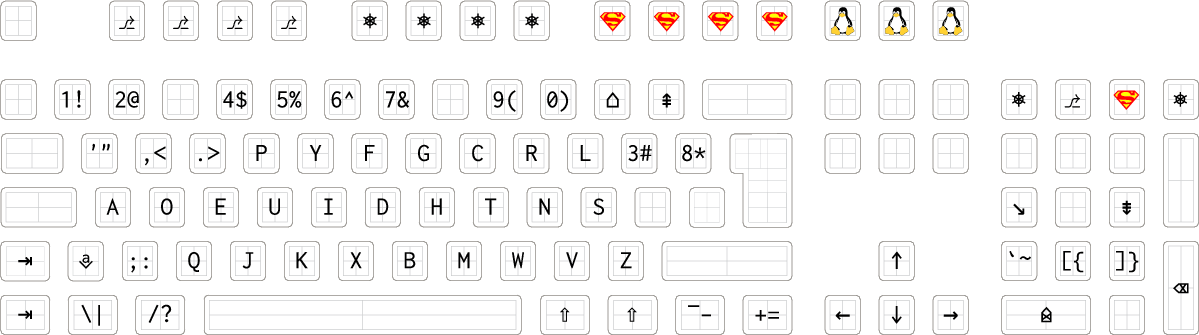 ⎇ ⎇ ⎇ ⎇ ⎈ ⎈ ⎈ ⎈
1! 2@ 4$ 5% 6^ 7& 9( 0) ⌂ ⇞ ⎈ ⎇ ⎈
'" ,< .> P Y F G C R L 3# 8*
A O E U I D H T N S ↘ ⇟
⇥ a ;: Q J K X B M W V Z ↑ `~ [{ ]}
⇥ \| /? ⇧ ⇧ ¯- += ← ↓ → ⌫